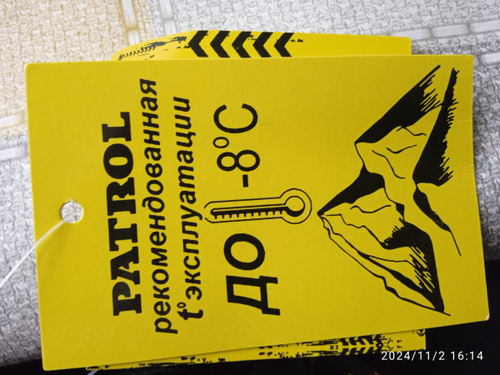 PATROL
рекомендованная
t° эксплуатации
до -8°C
2024/11/2 16:14